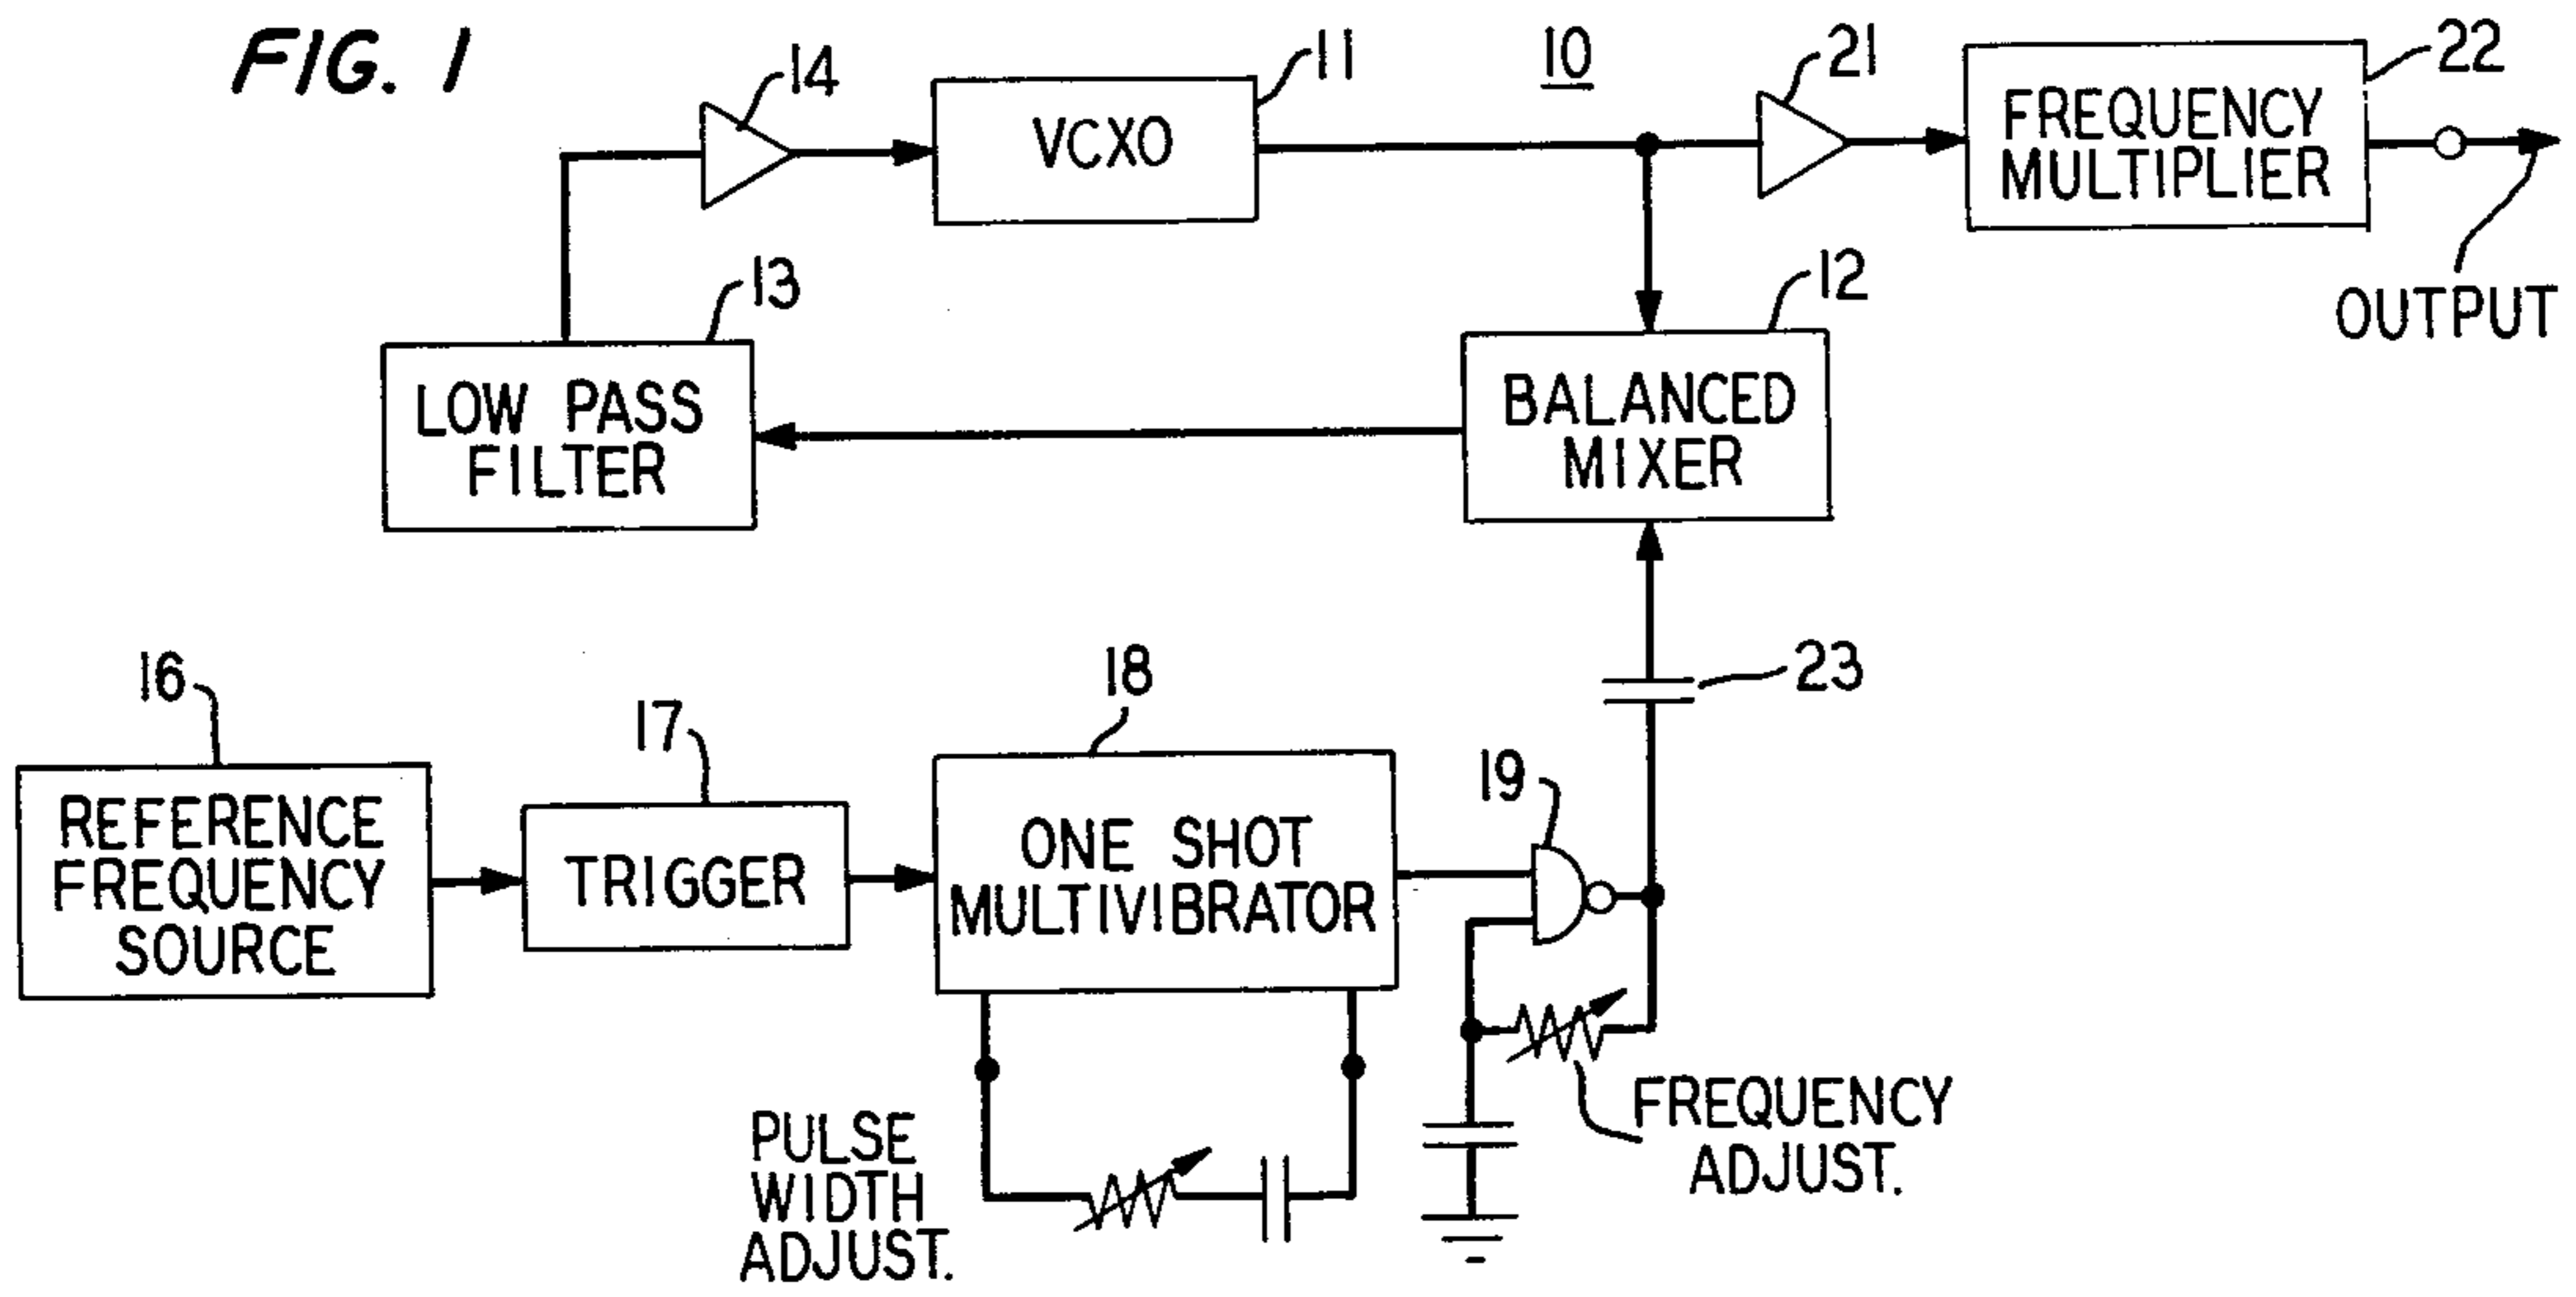 FIG. 1
14
11
10
21
22
VCXO
FREQUENCY
MULTIPLIER
OUTPUT
13
12
LOW PASS
FILTER
BALANCED
MIXER
23
16
17
18
19
REFERENCE
FREQUENCY
SOURCE
TRIGGER
ONE SHOT
MULTIVIBRATOR
PULSE
WIDTH
ADJUST.
FREQUENCY
ADJUST.